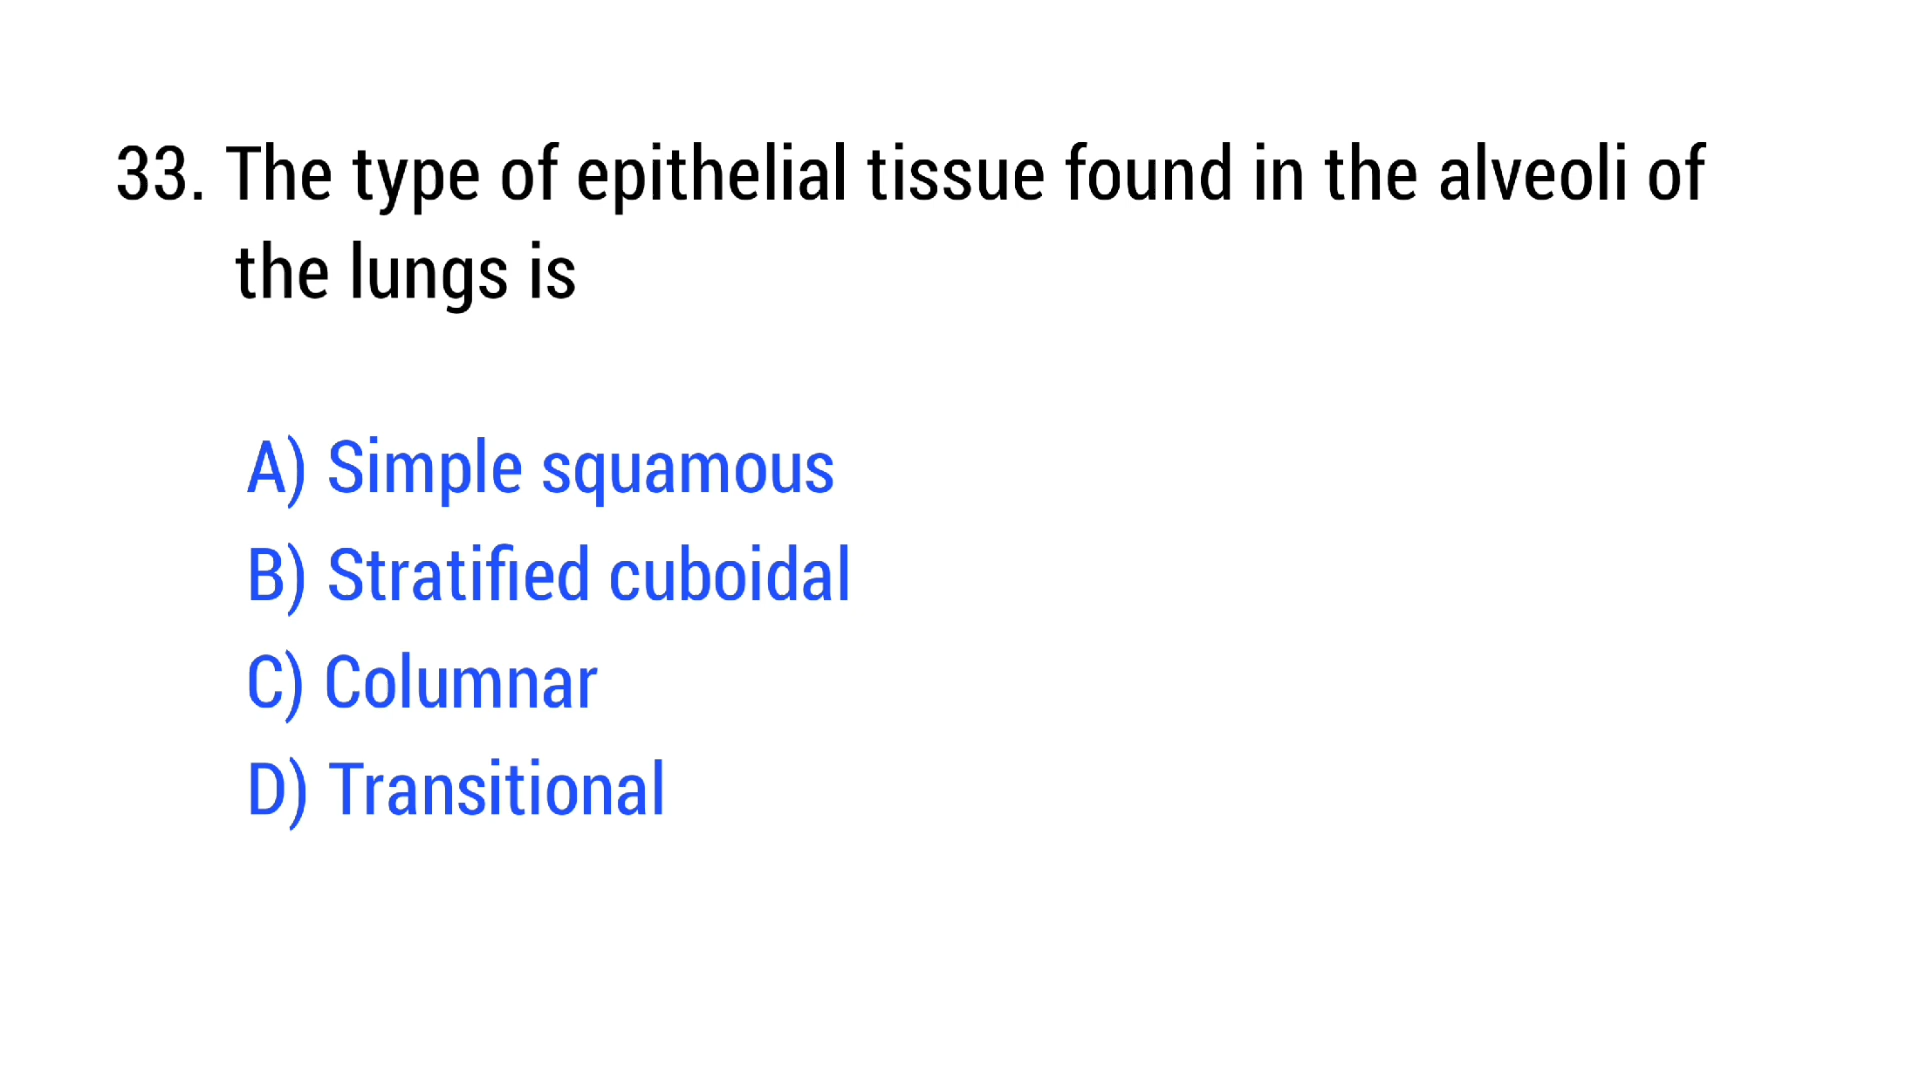 33. The type of epithelial tissue found in the alveoli of
the lungs is
A) Simple squamous
B) Stratified cuboidal
C) Columnar
D) Transitional